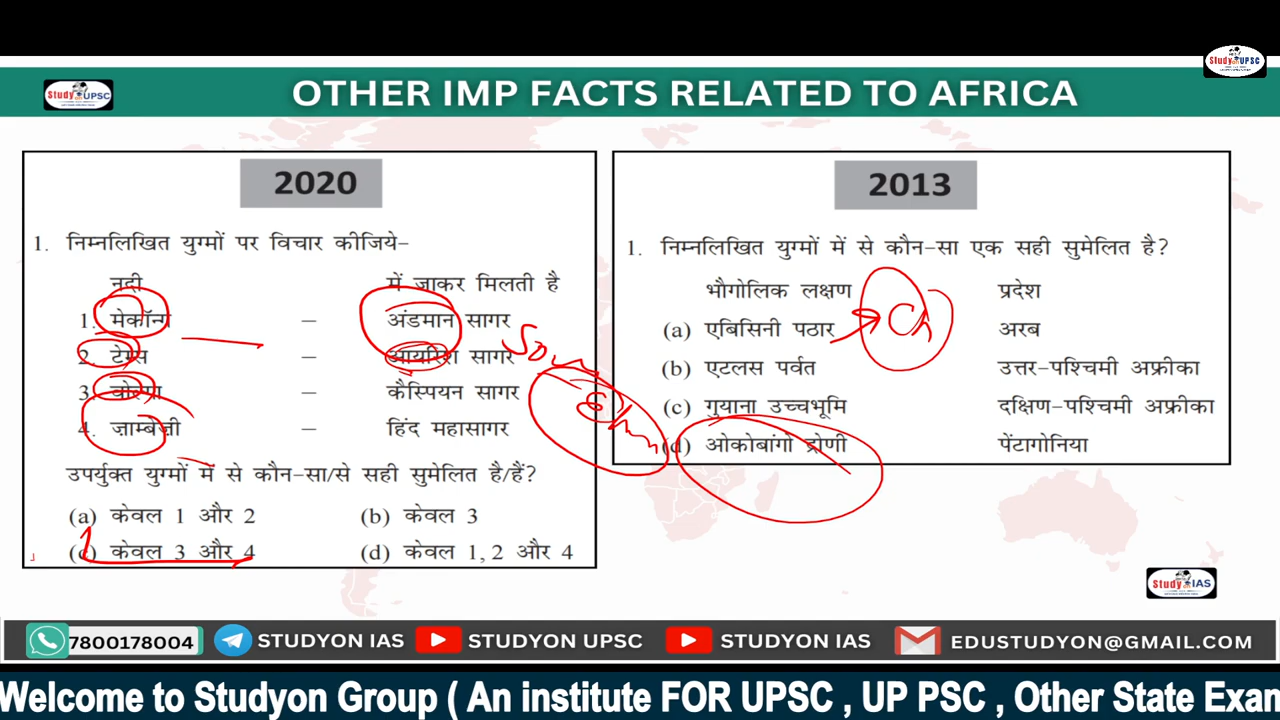 Study UPSC
OTHER IMP FACTS RELATED TO AFRICA
Study UPSC
2020
1. निम्नलिखित युग्मों पर विचार कीजिये–
नदी में जाकर मिलती है
1. मेकॉन्ग – अंडमान सागर
2. टेम्स – आयरिश सागर
3. वोल्गा – कैस्पियन सागर
4. ज़ाम्बेज़ी – हिंद महासागर
उपर्युक्त युग्मों में से कौन-सा/से सही सुमेलित है/हैं?
(a) केवल 1 और 2 (b) केवल 3
(c) केवल 3 और 4 (d) केवल 1, 2 और 4
2013
1. निम्नलिखित युग्मों में से कौन-सा एक सही सुमेलित है?
भौगोलिक लक्षण प्रदेश
(a) एबिसिनी पठार अरब
(b) एटलस पर्वत उत्तर-पश्चिमी अफ्रीका
(c) गुयाना उच्चभूमि दक्षिण-पश्चिमी अफ्रीका
(d) ओकोबांगो द्रोणी पेंटागोनिया
Study IAS
7800178004 STUDYON IAS STUDYON UPSC STUDYON IAS EDUSTUDYON@GMAIL.COM
Welcome to Studyon Group ( An institute FOR UPSC , UP PSC , Other State Exan